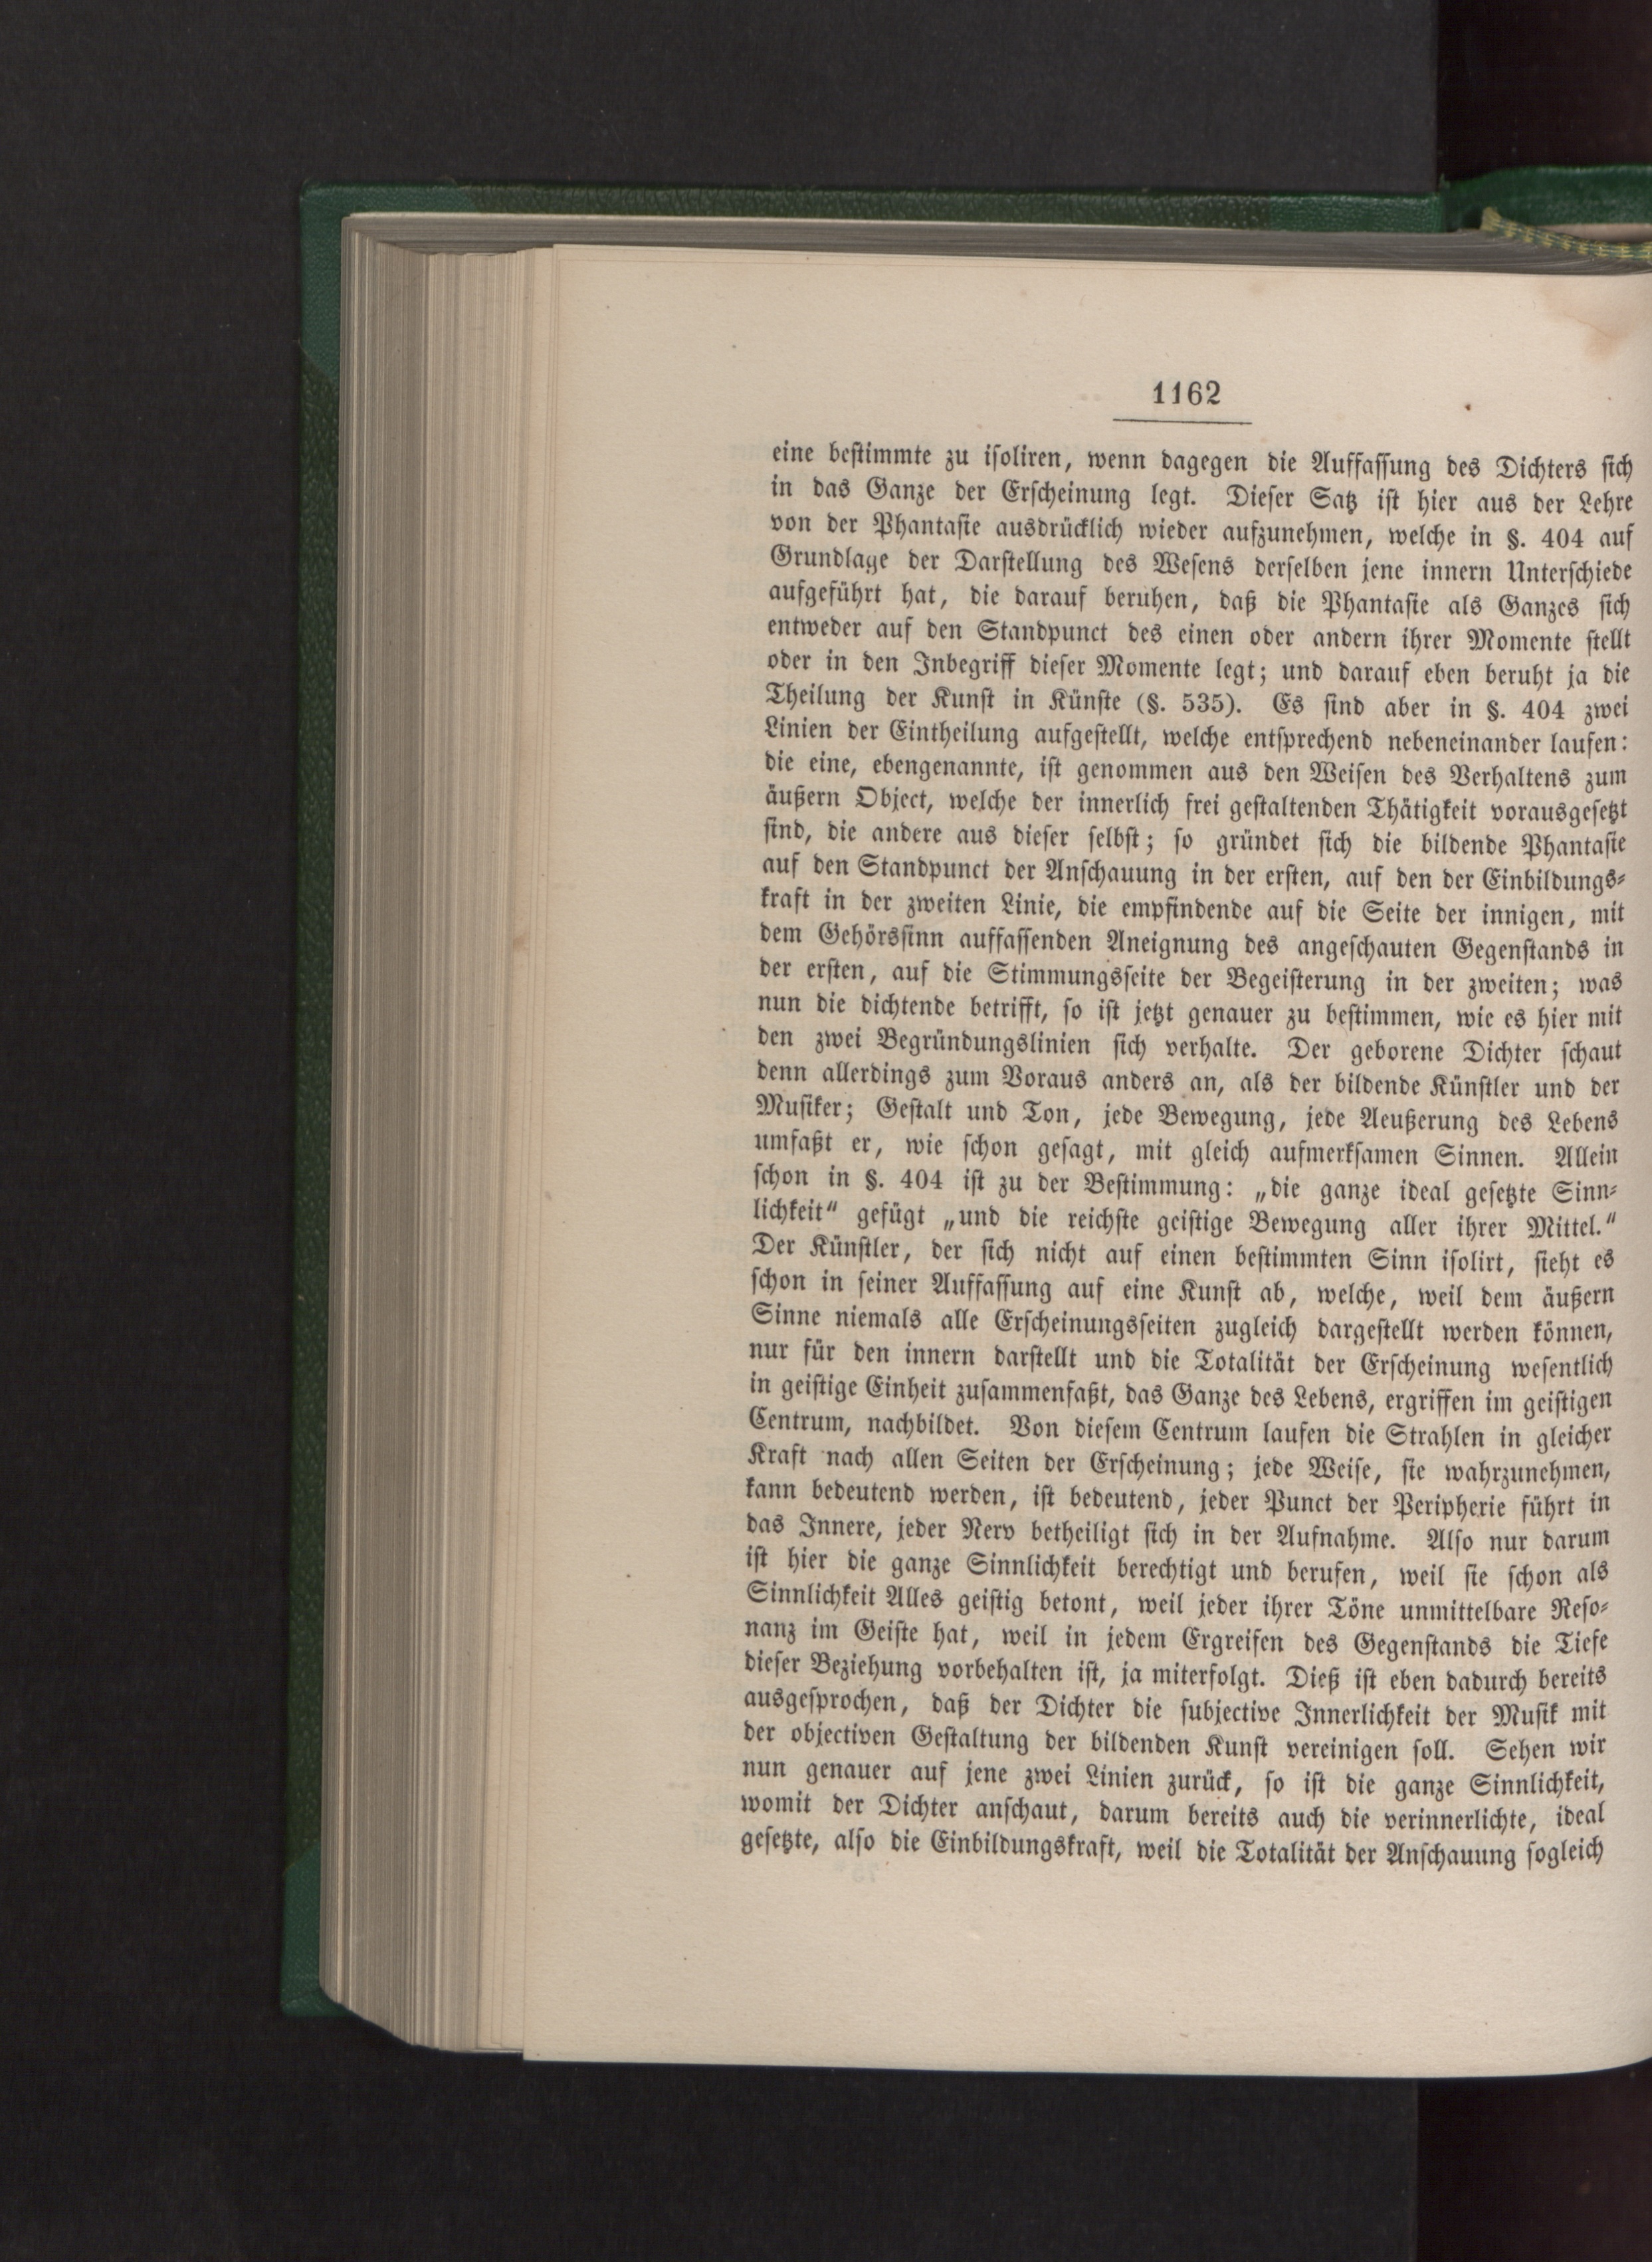 1162
eine bestimmte zu isoliren, wenn dagegen die Auffassung des Dichters sich
in das Ganze der Erscheinung legt. Dieser Satz ist hier aus der Lehre
von der Phantasie ausdrücklich wieder aufzunehmen, welche in §. 404 auf
Grundlage der Darstellung des Wesens derselben jene innern Unterschiede
aufgeführt hat, die darauf beruhen, daß die Phantasie als Ganzes sich
entweder auf den Standpunct des einen oder andern ihrer Momente stellt
oder in den Inbegriff dieser Momente legt; und darauf eben beruht ja die
Theilung der Kunst in Künste (§. 535). Es sind aber in §. 404 zwei
Linien der Eintheilung aufgestellt, welche entsprechend nebeneinander laufen:
die eine, ebengenannte, ist genommen aus den Weisen des Verhaltens zum
äußern Object, welche der innerlich frei gestaltenden Thätigkeit vorausgesetzt
sind, die andere aus dieser selbst; so gründet sich die bildende Phantasie
auf den Standpunct der Anschauung in der ersten, auf den der Einbildungs-
kraft in der zweiten Linie, die empfindende auf die Seite der innigen, mit
dem Gehörssinn auffassenden Aneignung des angeschauten Gegenstands in
der ersten, auf die Stimmungsseite der Begeisterung in der zweiten; was
nun die dichtende betrifft, so ist jetzt genauer zu bestimmen, wie es hier mit
den zwei Begründungslinien sich verhalte. Der geborene Dichter schaut
denn allerdings zum Voraus anders an, als der bildende Künstler und der
Musiker; Gestalt und Ton, jede Bewegung, jede Aeußerung des Lebens
umfaßt er, wie schon gesagt, mit gleich aufmerksamen Sinnen. Allein
schon in §. 404 ist zu der Bestimmung: „die ganze ideal gesetzte Sinn-
lichkeit“ gefügt „und die reichste geistige Bewegung aller ihrer Mittel.“
Der Künstler, der sich nicht auf einen bestimmten Sinn isolirt, sieht es
schon in seiner Auffassung auf eine Kunst ab, welche, weil dem äußern
Sinne niemals alle Erscheinungsseiten zugleich dargestellt werden können,
nur für den innern darstellt und die Totalität der Erscheinung wesentlich
in geistige Einheit zusammenfaßt, das Ganze des Lebens, ergriffen im geistigen
Centrum, nachbildet. Von diesem Centrum laufen die Strahlen in gleicher
Kraft nach allen Seiten der Erscheinung; jede Weise, sie wahrzunehmen,
kann bedeutend werden, ist bedeutend, jeder Punct der Peripherie führt in
das Innere, jeder Nerv betheiligt sich in der Aufnahme. Also nur darum
ist hier die ganze Sinnlichkeit berechtigt und berufen, weil sie schon als
Sinnlichkeit Alles geistig betont, weil jeder ihrer Töne unmittelbare Reso-
nanz im Geiste hat, weil in jedem Ergreifen des Gegenstands die Tiefe
dieser Beziehung vorbehalten ist, ja miterfolgt. Dieß ist eben dadurch bereits
ausgesprochen, daß der Dichter die subjective Innerlichkeit der Musik mit
der objectiven Gestaltung der bildenden Kunst vereinigen soll. Sehen wir
nun genauer auf jene zwei Linien zurück, so ist die ganze Sinnlichkeit,
womit der Dichter anschaut, darum bereits auch die verinnerlichte, ideal
gesetzte, also die Einbildungskraft, weil die Totalität der Anschauung sogleich